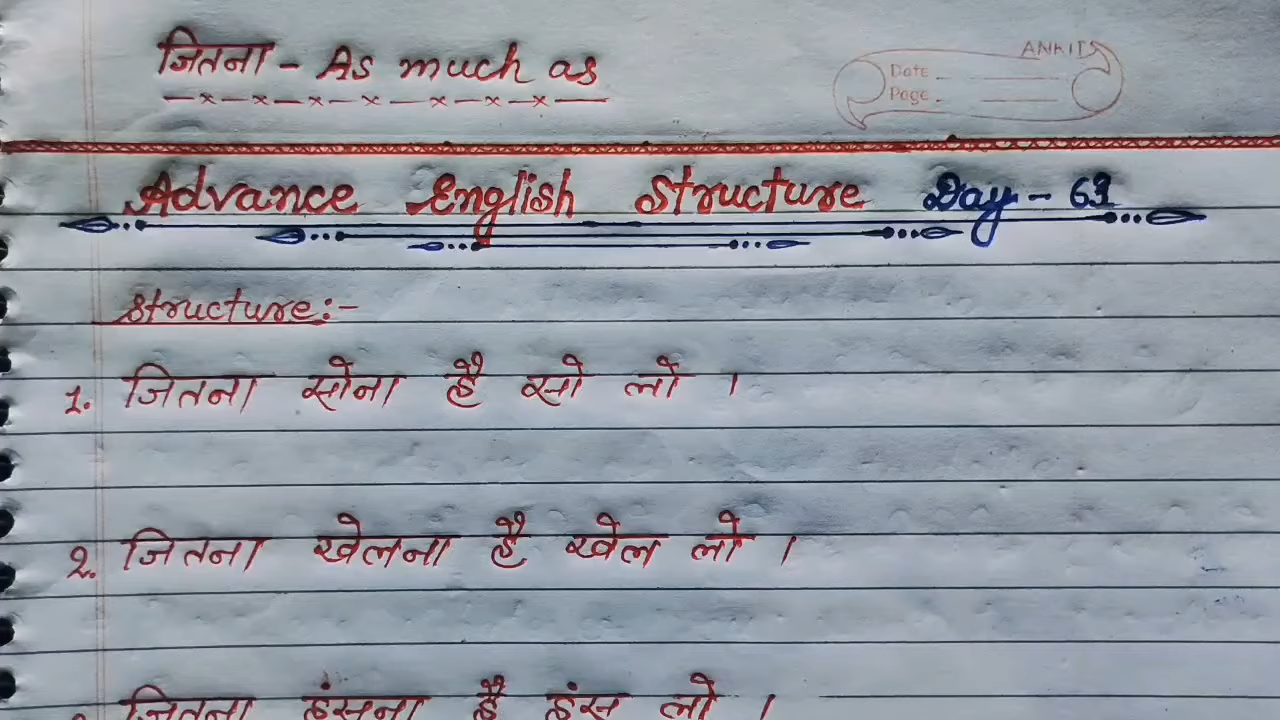 जितना - As much as
ANKIT
Date
Page
Advance English Structure Day - 61
Structure:-
1. जितना सोना है सो लो ।
2. जितना खेलना है खेल लो ।
जितना हंसना है हंस लो ।